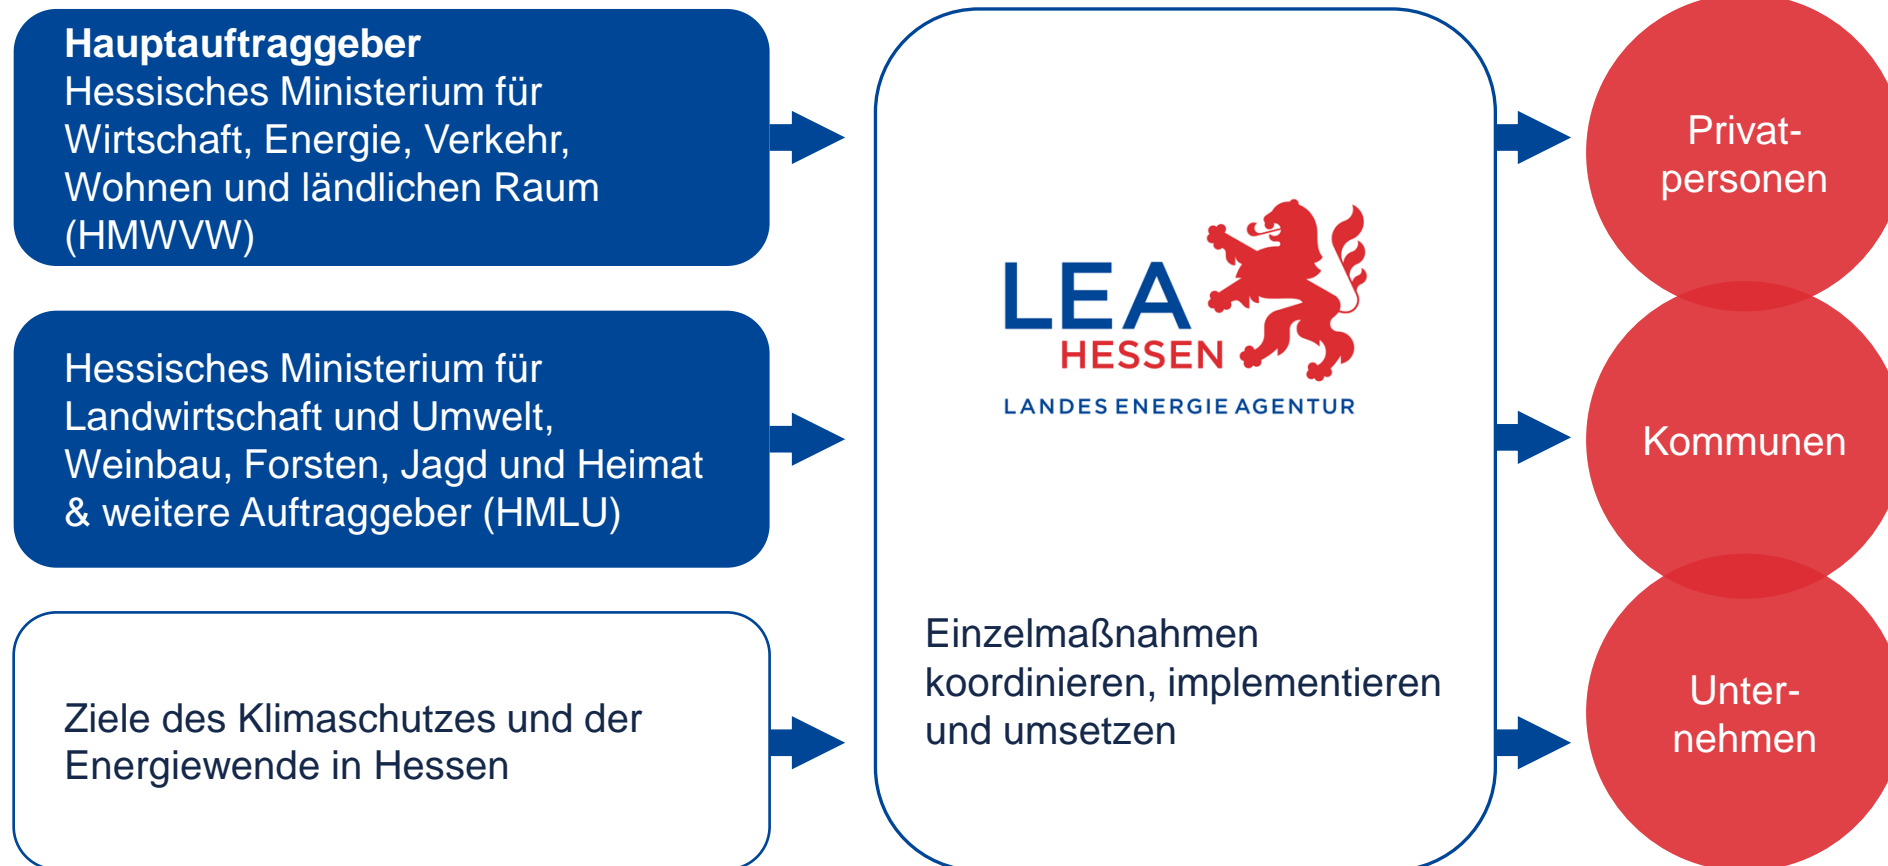 Hauptauftraggeber
Hessisches Ministerium für
Wirtschaft, Energie, Verkehr,
Wohnen und ländlichen Raum
(HMWVW)
Hessisches Ministerium für
Landwirtschaft und Umwelt,
Weinbau, Forsten, Jagd und Heimat
& weitere Auftraggeber (HMLU)
Ziele des Klimaschutzes und der
Energiewende in Hessen
LEA
HESSEN
LANDES ENERGIE AGENTUR
Einzelmaßnahmen
koordinieren, implementieren
und umsetzen
Privat-
personen
Kommunen
Unter-
nehmen